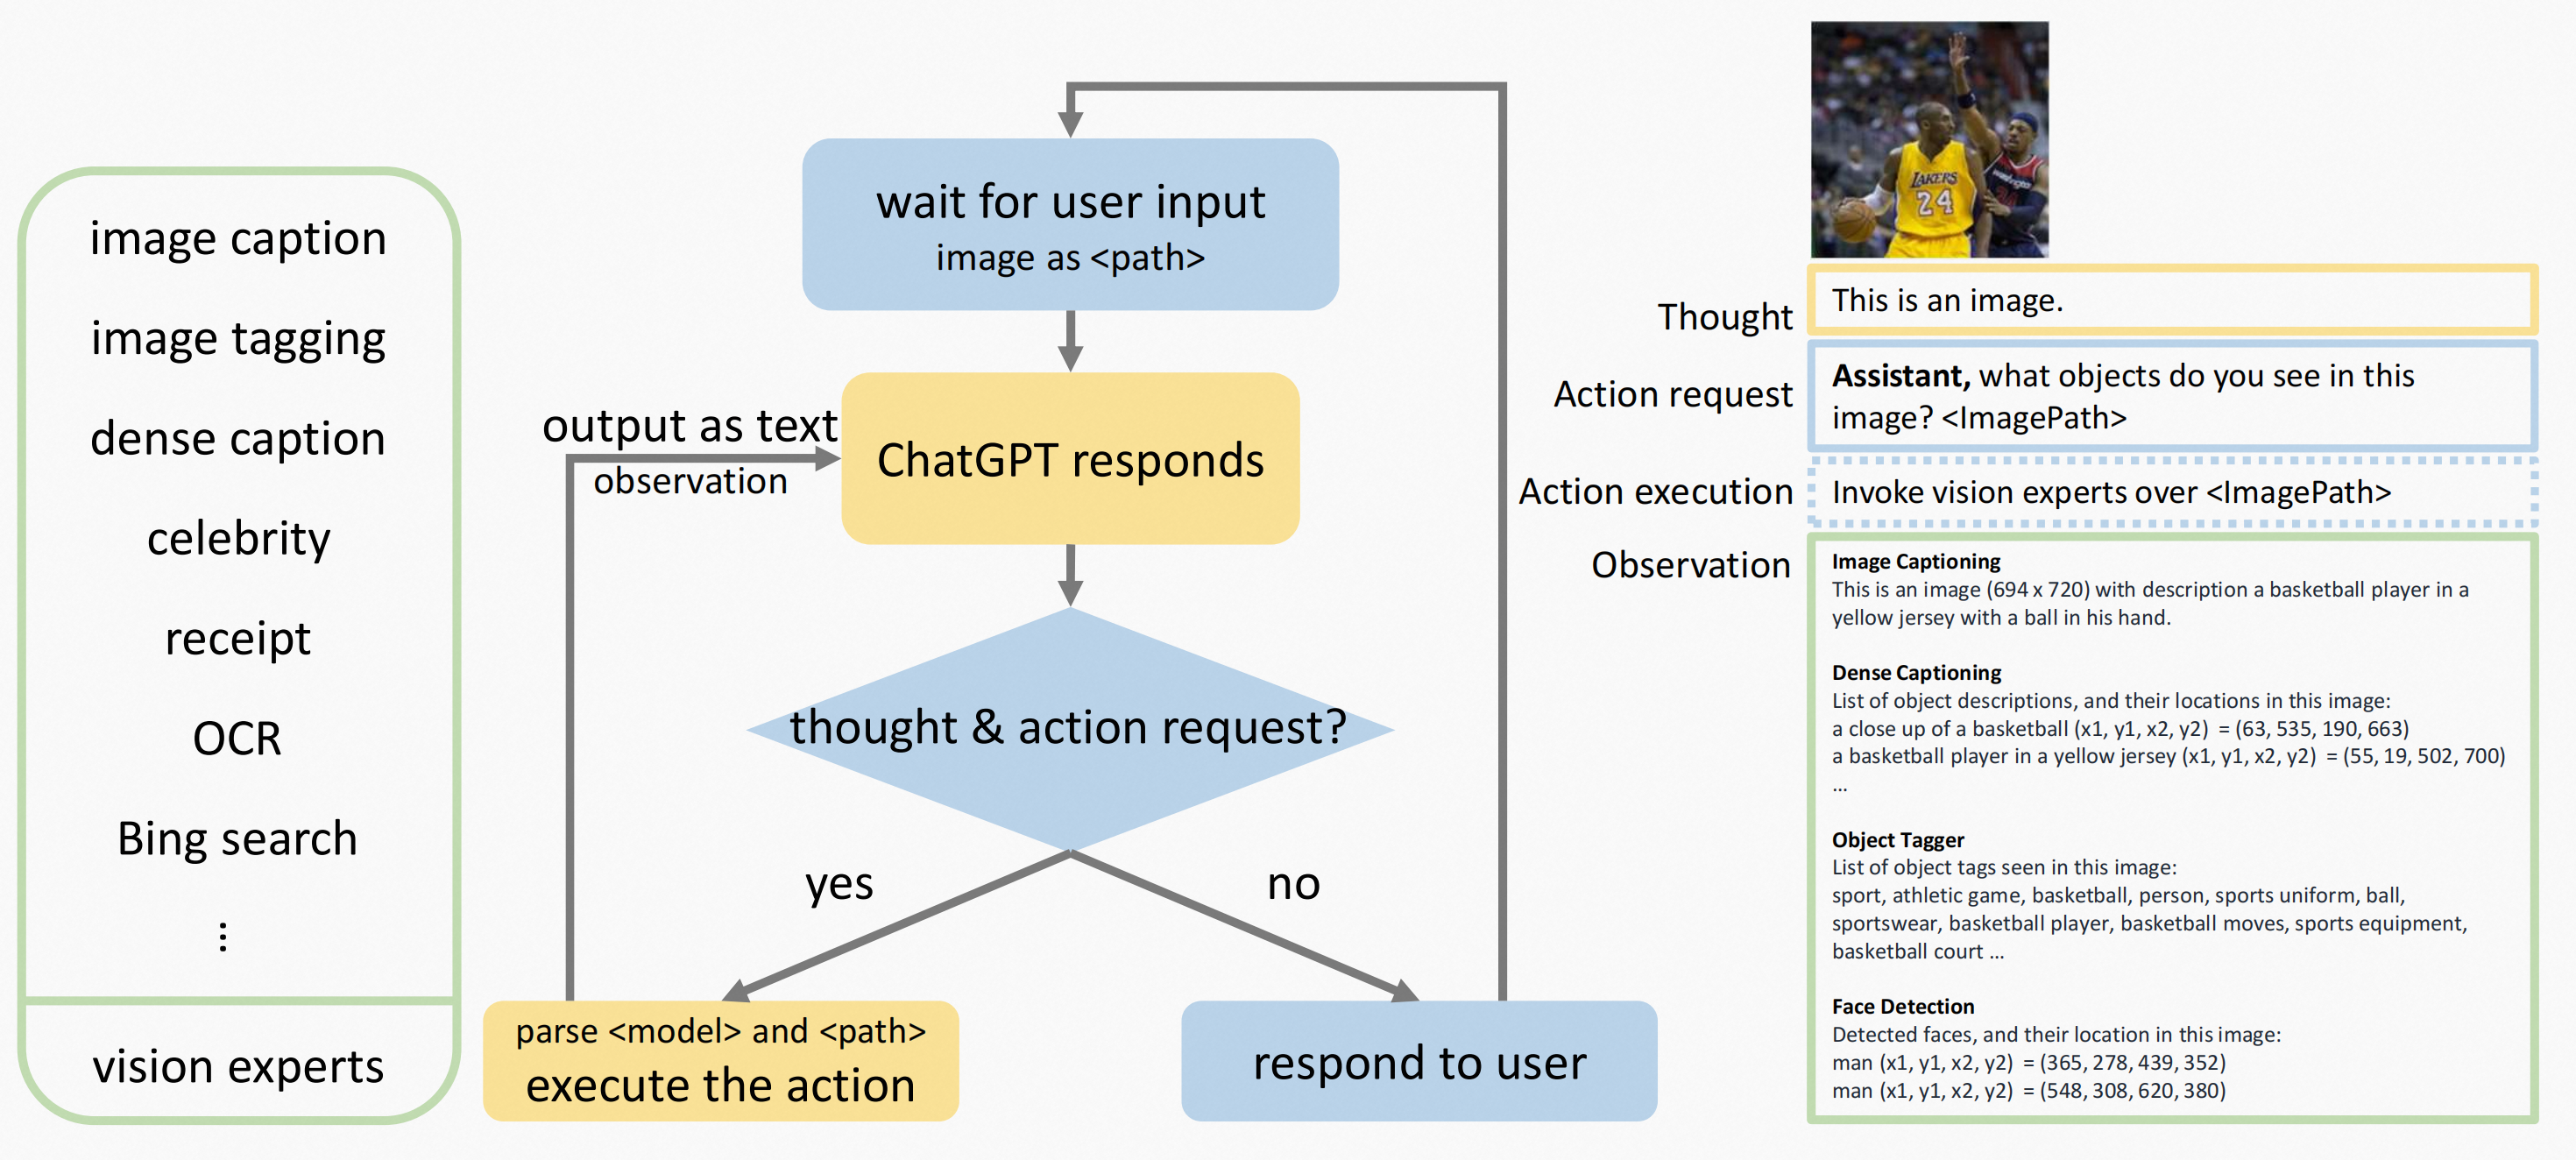 image caption
image tagging
dense caption
celebrity
receipt
OCR
Bing search
⋮
vision experts
wait for user input
image as <path>
output as text
observation
ChatGPT responds
thought & action request?
yes
no
parse <model> and <path>
execute the action
respond to user
LAKERS
24
Thought
This is an image.
Action request
Assistant, what objects do you see in this
image? <ImagePath>
Action execution
Invoke vision experts over <ImagePath>
Observation
Image Captioning
This is an image (694 x 720) with description a basketball player in a
yellow jersey with a ball in his hand.
Dense Captioning
List of object descriptions, and their locations in this image:
a close up of a basketball (x1, y1, x2, y2) = (63, 535, 190, 663)
a basketball player in a yellow jersey (x1, y1, x2, y2) = (55, 19, 502, 700)
...
Object Tagger
List of object tags seen in this image:
sport, athletic game, basketball, person, sports uniform, ball,
sportswear, basketball player, basketball moves, sports equipment,
basketball court ...
Face Detection
Detected faces, and their location in this image:
man (x1, y1, x2, y2) = (365, 278, 439, 352)
man (x1, y1, x2, y2) = (548, 308, 620, 380)